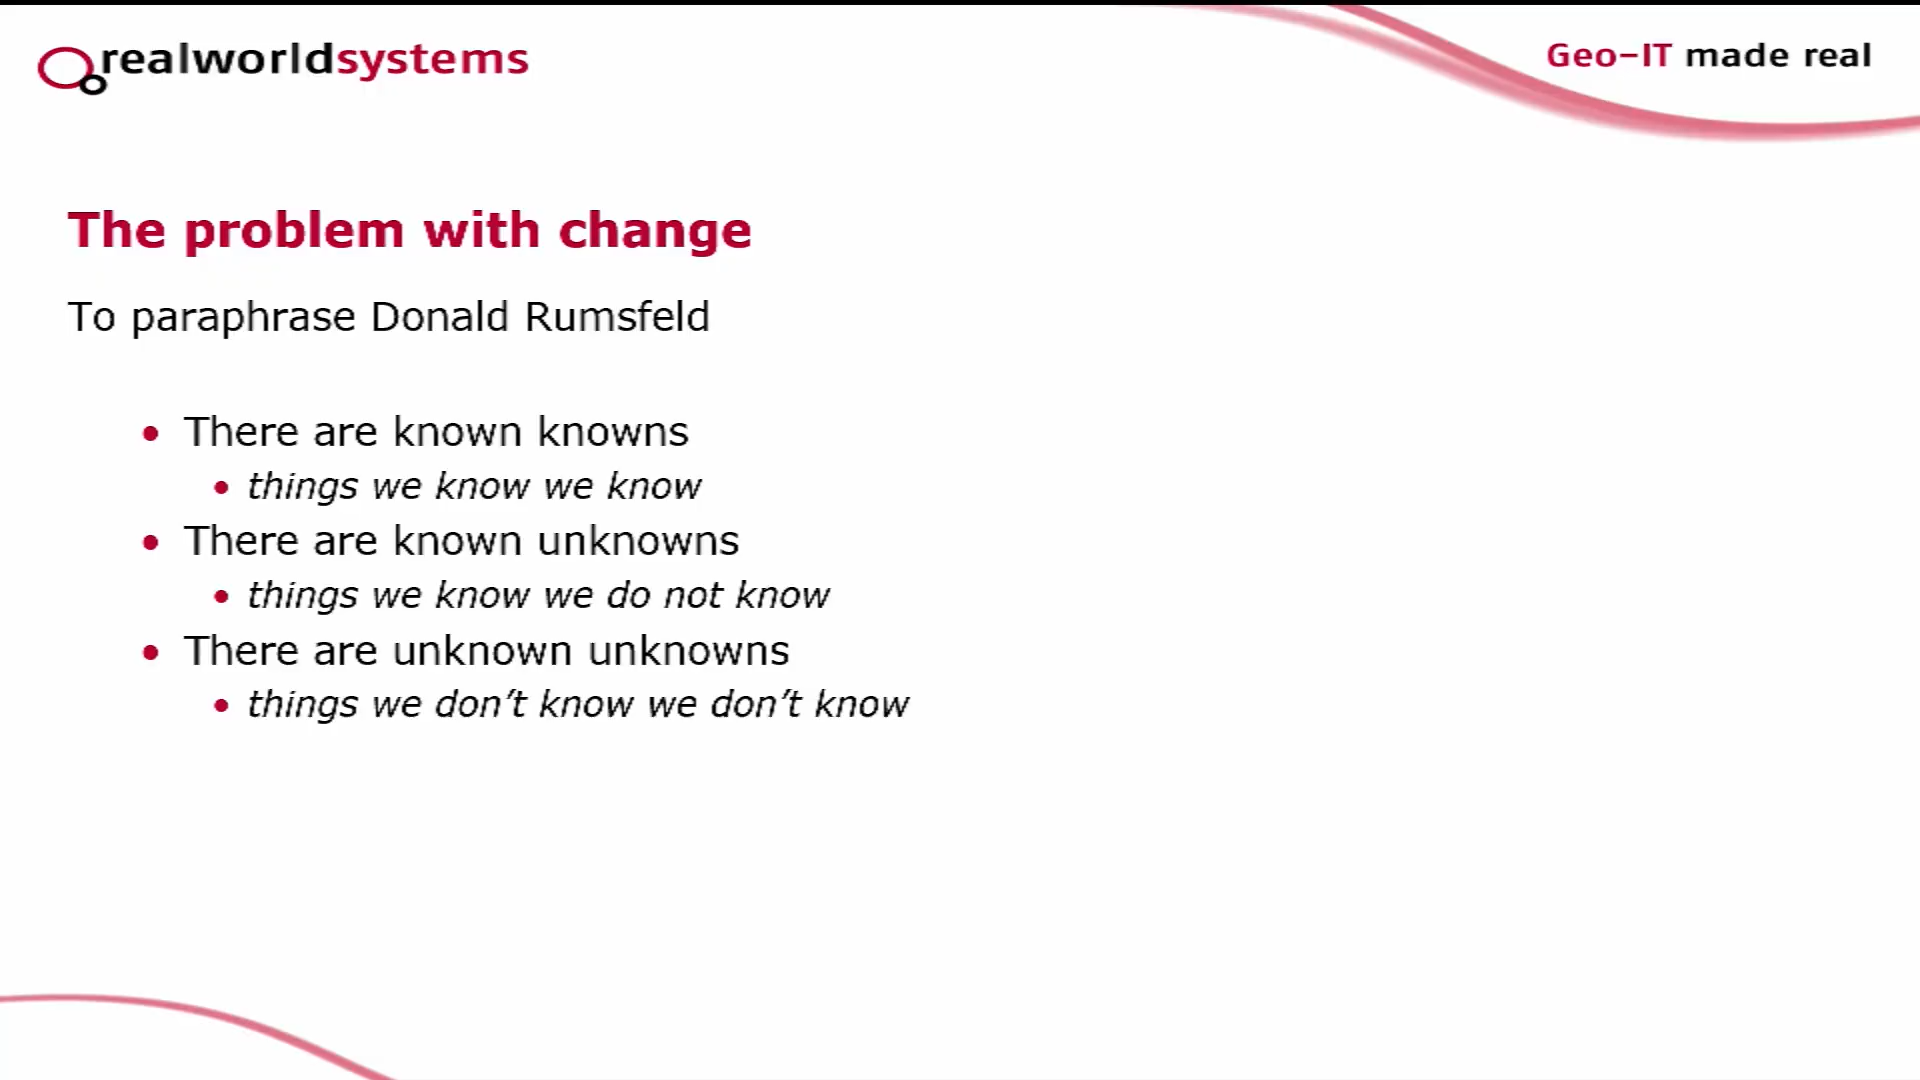 realworldsystems
Geo-IT made real
The problem with change
To paraphrase Donald Rumsfeld
• There are known knowns
• things we know we know
• There are known unknowns
• things we know we do not know
• There are unknown unknowns
• things we don’t know we don’t know